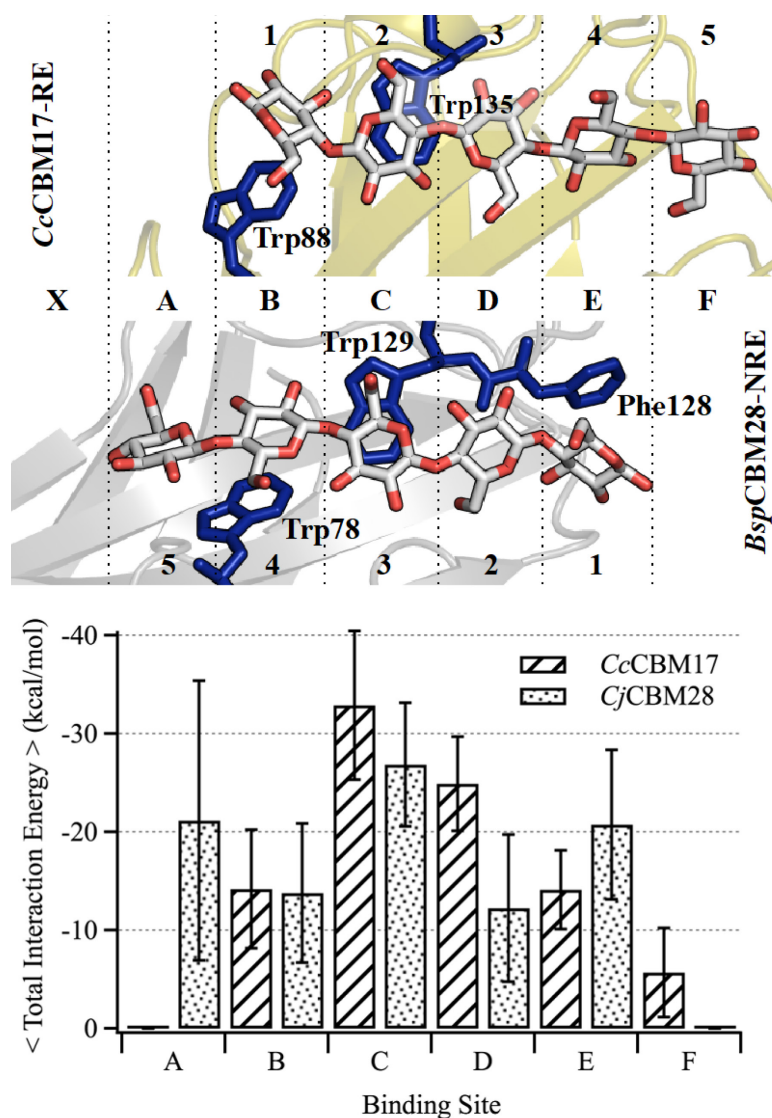 1 2 3 4 5
CcCBM17-RE
Trp135
Trp88
X A B C D E F
Trp129
Phe128
BspCBM28-NRE
Trp78
5 4 3 2 1
-40
-30
-20
-10
0
< Total Interaction Energy > (kcal/mol)
CcCBM17
CjCBM28
A B C D E F
Binding Site